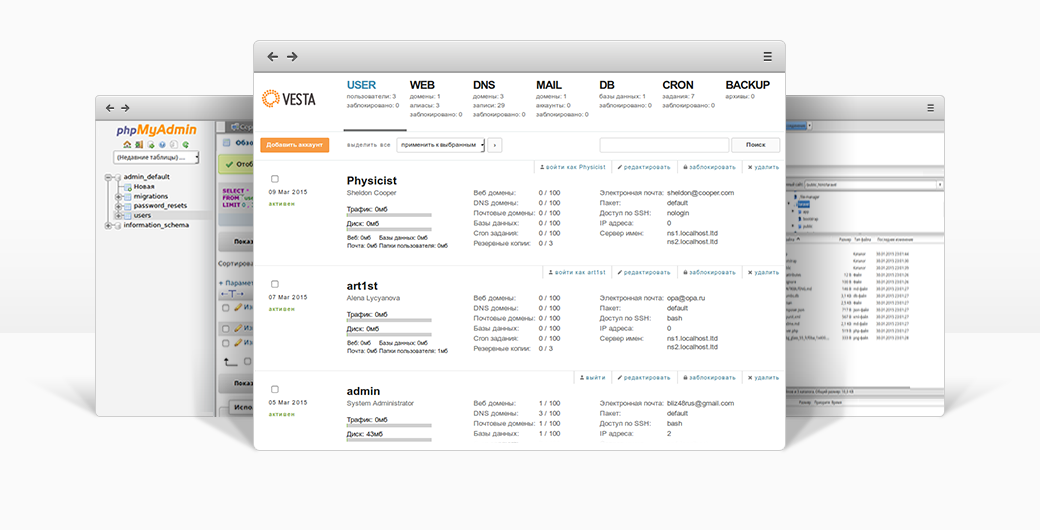 VESTA
USER
пользователи: 3
заблокировано: 0
WEB
домены: 1
алиасы: 3
заблокировано: 0
DNS
домены: 3
записи: 29
заблокировано: 0
MAIL
домены: 1
аккаунты: 0
заблокировано: 0
DB
базы данных: 1
заблокировано: 0
CRON
задания: 7
заблокировано: 0
BACKUP
архивы: 0
Добавить аккаунт
выделить все
применить к выбранным
Поиск
войти как Physicist редактировать заблокировать удалить
09 Mar 2015
активен
Physicist
Sheldon Cooper
Трафик: 0мб
Диск: 0мб
Веб: 0мб Базы данных: 0мб
Почта: 0мб Папки пользователя: 0мб
Веб домены: 0 / 100
DNS домены: 0 / 100
Почтовые домены: 0 / 100
Базы данных: 0 / 100
Cron задания: 0 / 100
Резервные копии: 0 / 3
Электронная почта: sheldon@cooper.com
Пакет: default
Доступ по SSH: nologin
IP адреса: 0
Сервер имен: ns1.localhost.ltd
ns2.localhost.ltd
войти как art1st редактировать заблокировать удалить
07 Mar 2015
активен
art1st
Alena Lycyanova
Трафик: 0мб
Диск: 0мб
Веб: 0мб Базы данных: 0мб
Почта: 0мб Папки пользователя: 1мб
Веб домены: 0 / 100
DNS домены: 0 / 100
Почтовые домены: 0 / 100
Базы данных: 0 / 100
Cron задания: 0 / 100
Резервные копии: 0 / 3
Электронная почта: opa@opa.ru
Пакет: default
Доступ по SSH: bash
IP адреса: 0
Сервер имен: ns1.localhost.ltd
ns2.localhost.ltd
выйти редактировать заблокировать удалить
05 Mar 2015
активен
admin
System Administrator
Трафик: 0мб
Диск: 43мб
Веб домены: 1 / 100
DNS домены: 3 / 100
Почтовые домены: 1 / 100
Базы данных: 1 / 100
Электронная почта: bliz48rus@gmail.com
Пакет: default
Доступ по SSH: bash
IP адреса: 2
phpMyAdmin
(Недавние таблицы) ...
admin_default
Новая
migrations
password_resets
users
information_schema
Обзо
Отоб
SELECT *
FROM
LIMIT 0
Показ
Сортирова
+ Парамет
Из
Из
Из
Показ
Испо
Размер Тип файла Последнее изменение